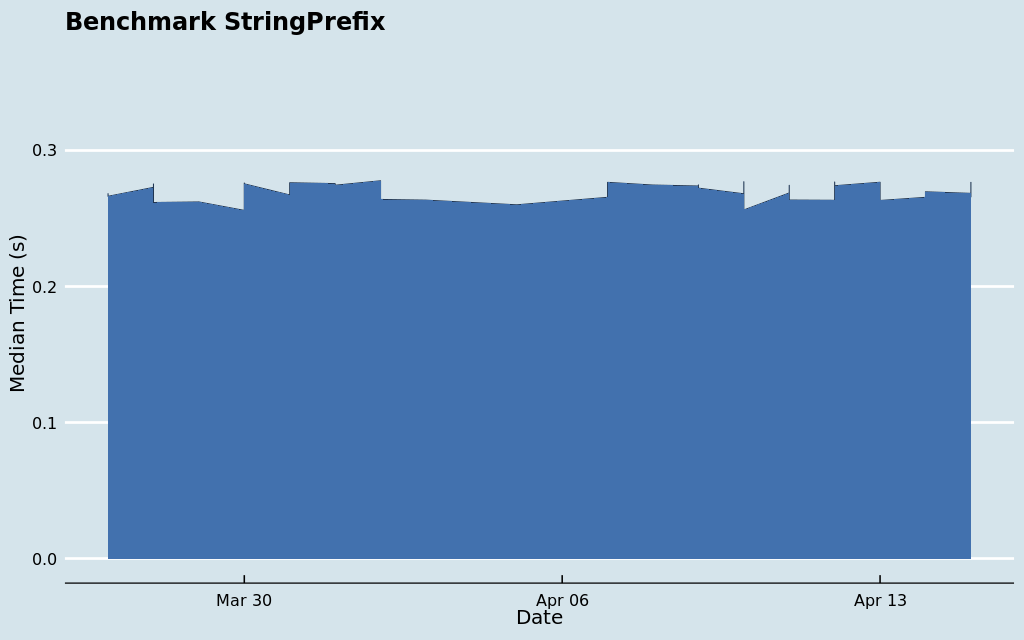 Benchmark StringPrefix
0.3
0.2
0.1
0.0
Median Time (s)
Mar 30
Apr 06
Apr 13
Date